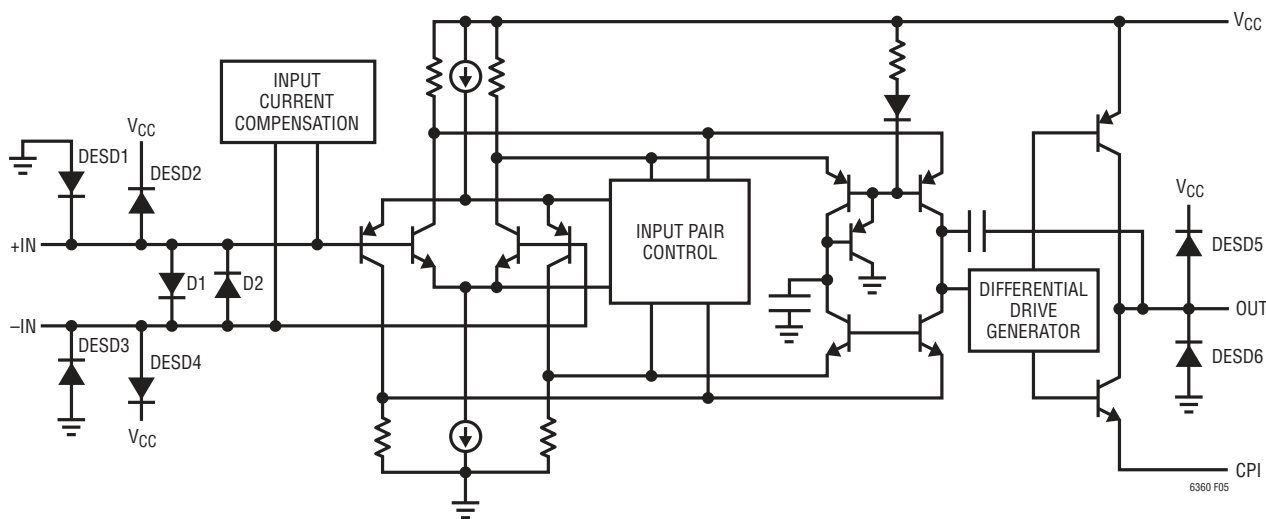 VCC
INPUT
CURRENT
COMPENSATION
VCC
DESD1
DESD2
VCC
+IN
INPUT PAIR
CONTROL
DESD5
D1
D2
DIFFERENTIAL
DRIVE
GENERATOR
OUT
–IN
DESD3
DESD4
DESD6
VCC
CPI
6360 F05